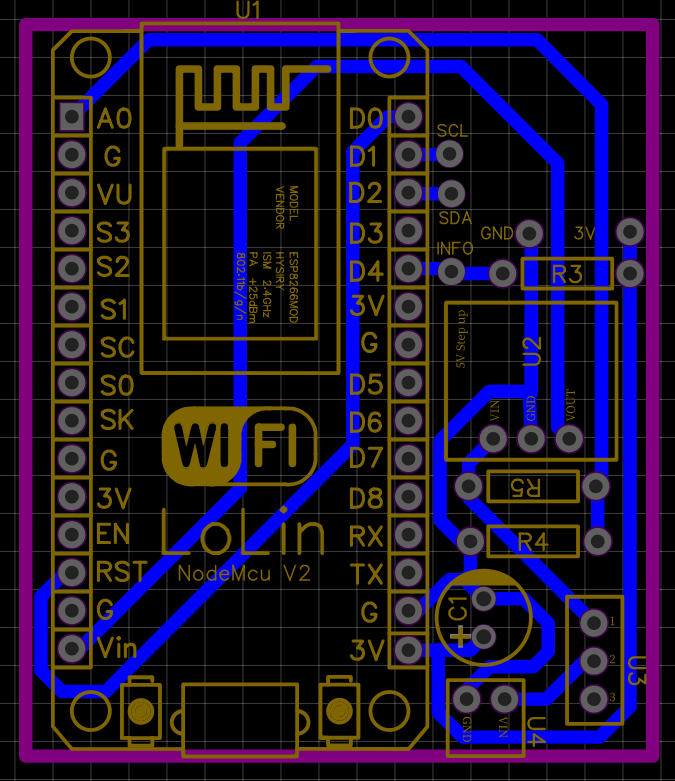 U1
A0
G
VU
S3
S2
S1
SC
S0
SK
G
3V
EN
RST
G
Vin
MODEL
VENDOR
ESP8266MOD
HYSIRY
ISM 2.4GHz
PA +25dBm
802.11b/g/n
WIFI
LoLin
NodeMcu V2
D0
D1
D2
D3
D4
3V
G
D5
D6
D7
D8
RX
TX
G
3V
SCL
SDA
INFO
GND
3V
R3
5V Step up
U2
VIN
GND
VOUT
R5
R4
C1
+
1
2
3
U3
GND
VIN
U4